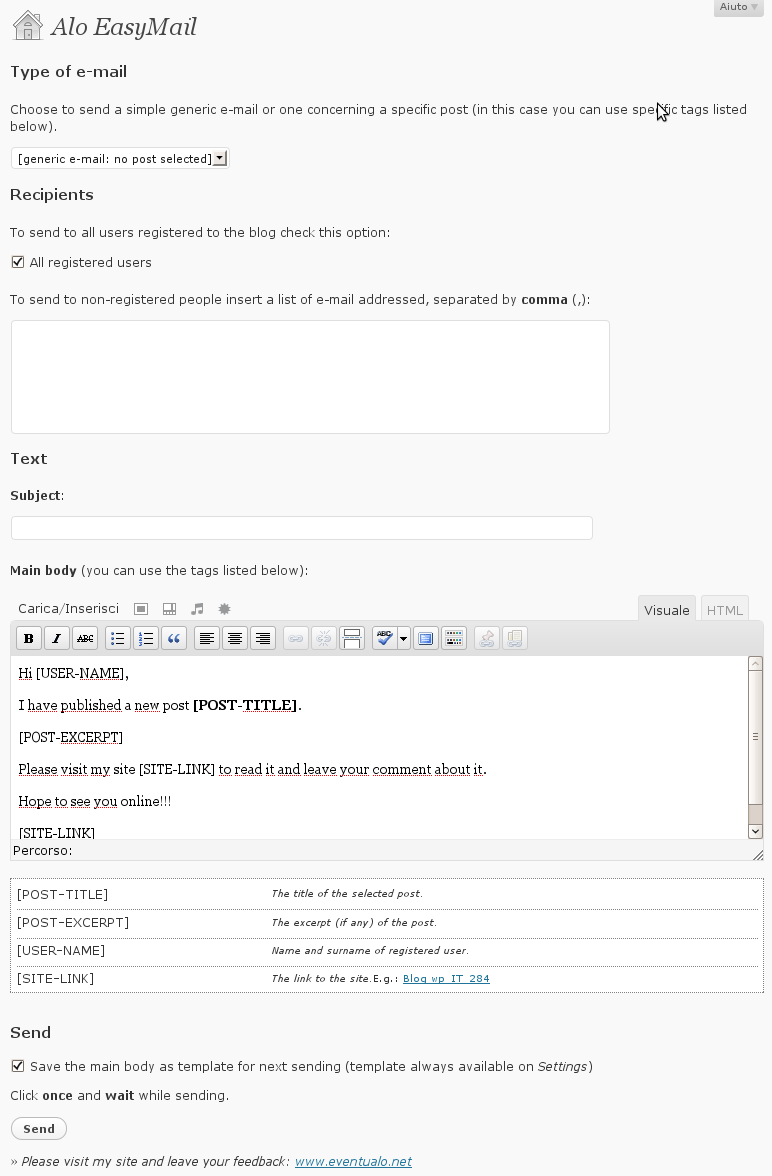 Aiuto
Alo EasyMail
Type of e-mail
Choose to send a simple generic e-mail or one concerning a specific post (in this case you can use specific tags listed
below).
[generic e-mail: no post selected]
Recipients
To send to all users registered to the blog check this option:
All registered users
To send to non-registered people insert a list of e-mail addressed, separated by comma (,):
Text
Subject:
Main body (you can use the tags listed below):
Carica/Inserisci
Visuale HTML
B I ABC ABC
Hi [USER-NAME],
I have published a new post [POST-TITLE].
[POST-EXCERPT]
Please visit my site [SITE-LINK] to read it and leave your comment about it.
Hope to see you online!!!
[SITE-LINK]
Percorso:
[POST-TITLE] The title of the selected post.
[POST-EXCERPT] The excerpt (if any) of the post.
[USER-NAME] Name and surname of registered user.
[SITE-LINK] The link to the site.E.g.: Blog wp IT 284
Send
Save the main body as template for next sending (template always available on Settings)
Click once and wait while sending.
Send
» Please visit my site and leave your feedback: www.eventualo.net